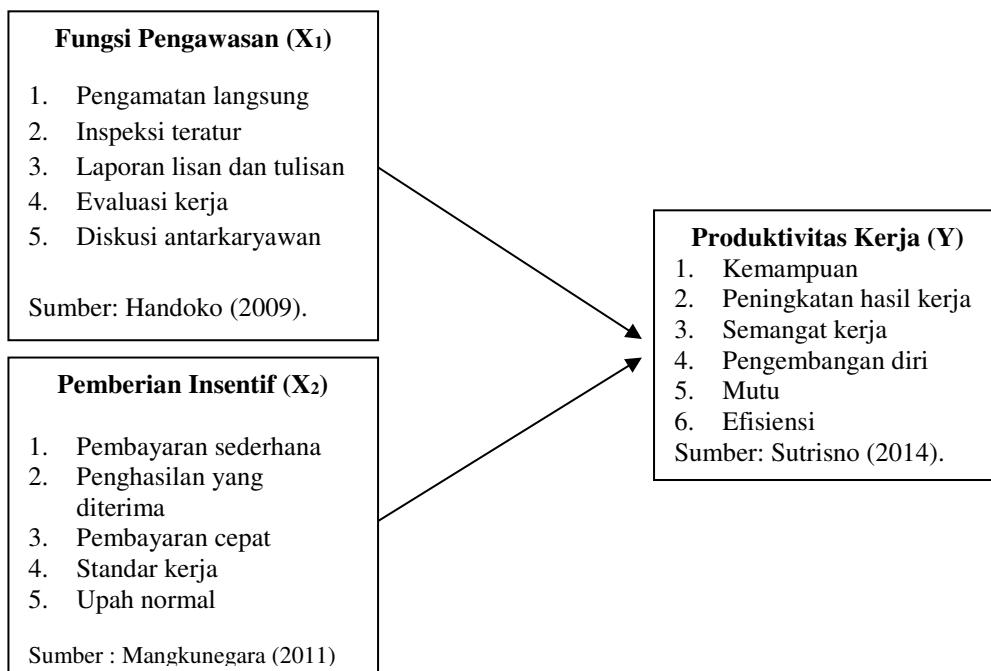 Fungsi Pengawasan (X1)
1. Pengamatan langsung
2. Inspeksi teratur
3. Laporan lisan dan tulisan
4. Evaluasi kerja
5. Diskusi antarkaryawan
Sumber: Handoko (2009).
Pemberian Insentif (X2)
1. Pembayaran sederhana
2. Penghasilan yang
diterima
3. Pembayaran cepat
4. Standar kerja
5. Upah normal
Sumber : Mangkunegara (2011)
Produktivitas Kerja (Y)
1. Kemampuan
2. Peningkatan hasil kerja
3. Semangat kerja
4. Pengembangan diri
5. Mutu
6. Efisiensi
Sumber: Sutrisno (2014).